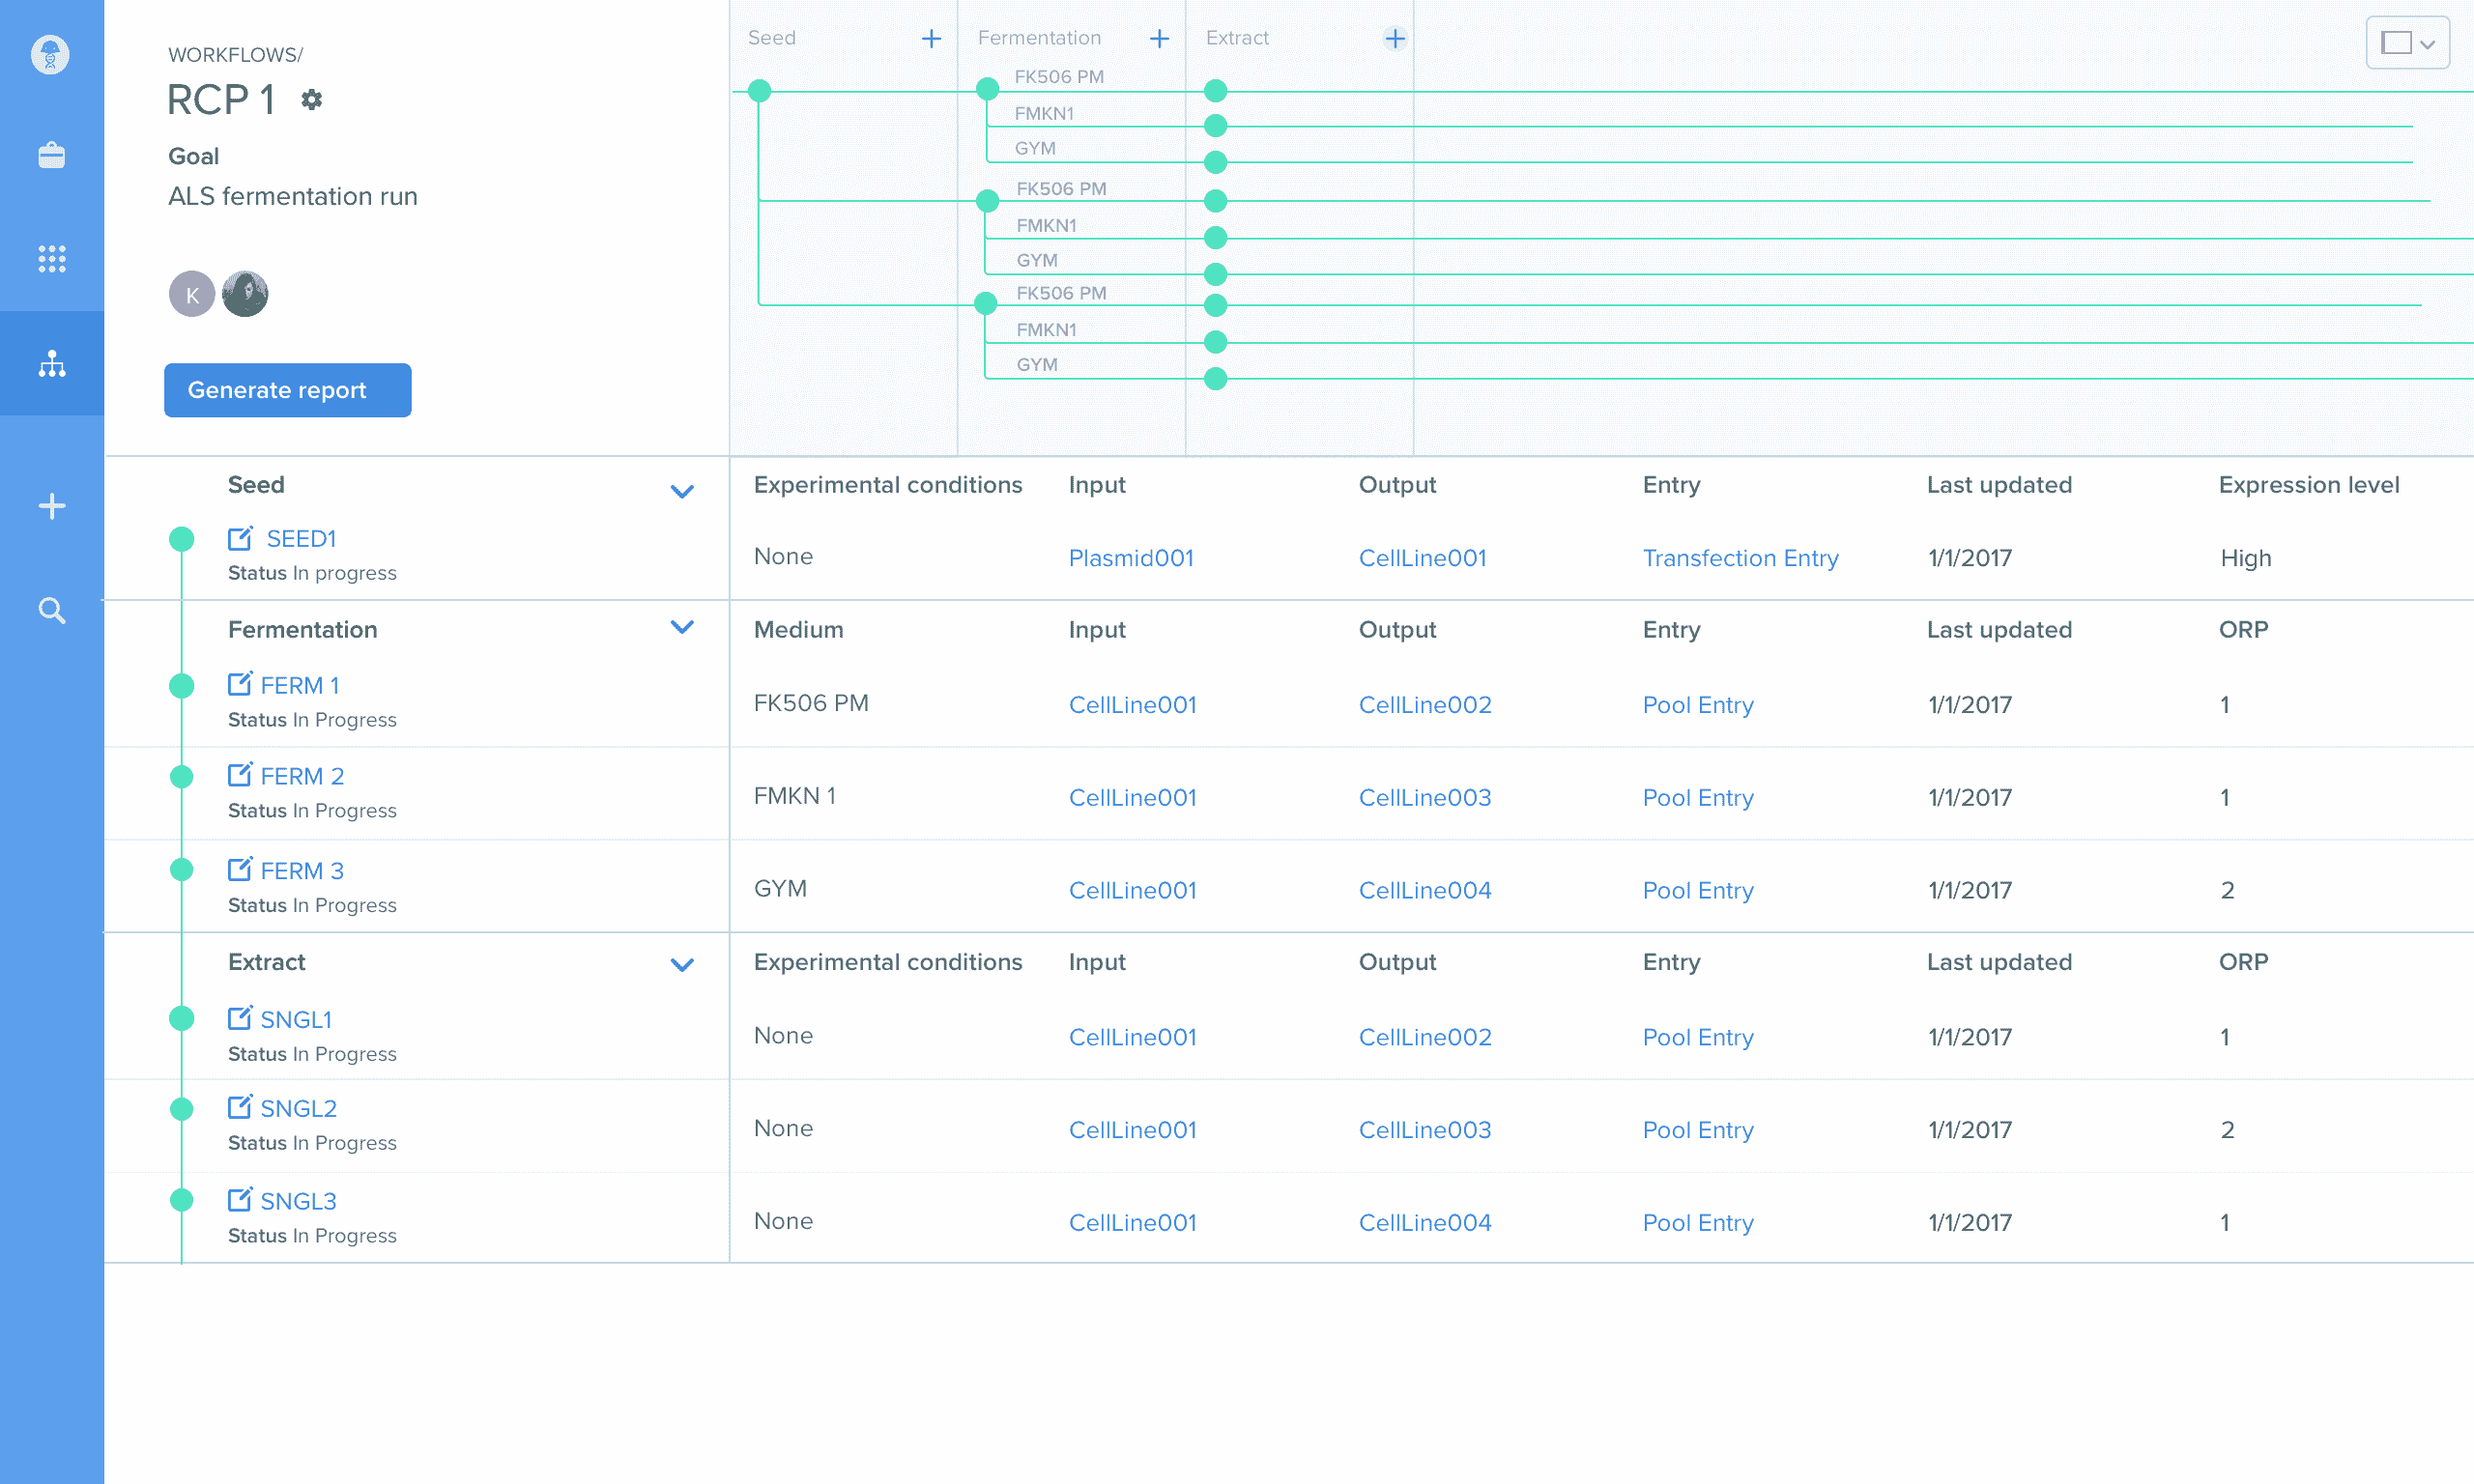 WORKFLOWS/
RCP 1
Goal
ALS fermentation run
K
Generate report
Seed Fermentation Extract
FK506 PM
FMKN1
GYM
FK506 PM
FMKN1
GYM
FK506 PM
FMKN1
GYM
Seed Experimental conditions Input Output Entry Last updated Expression level
SEED1
Status In progress
None Plasmid001 CellLine001 Transfection Entry 1/1/2017 High
Fermentation Medium Input Output Entry Last updated ORP
FERM 1
Status In Progress
FK506 PM CellLine001 CellLine002 Pool Entry 1/1/2017 1
FERM 2
Status In Progress
FMKN 1 CellLine001 CellLine003 Pool Entry 1/1/2017 1
FERM 3
Status In Progress
GYM CellLine001 CellLine004 Pool Entry 1/1/2017 2
Extract Experimental conditions Input Output Entry Last updated ORP
SNGL1
Status In Progress
None CellLine001 CellLine002 Pool Entry 1/1/2017 1
SNGL2
Status In Progress
None CellLine001 CellLine003 Pool Entry 1/1/2017 2
SNGL3
Status In Progress
None CellLine001 CellLine004 Pool Entry 1/1/2017 1